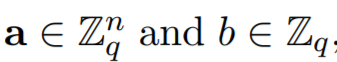 𝐚 ∈ ℤ_q^n and b ∈ ℤ_q,